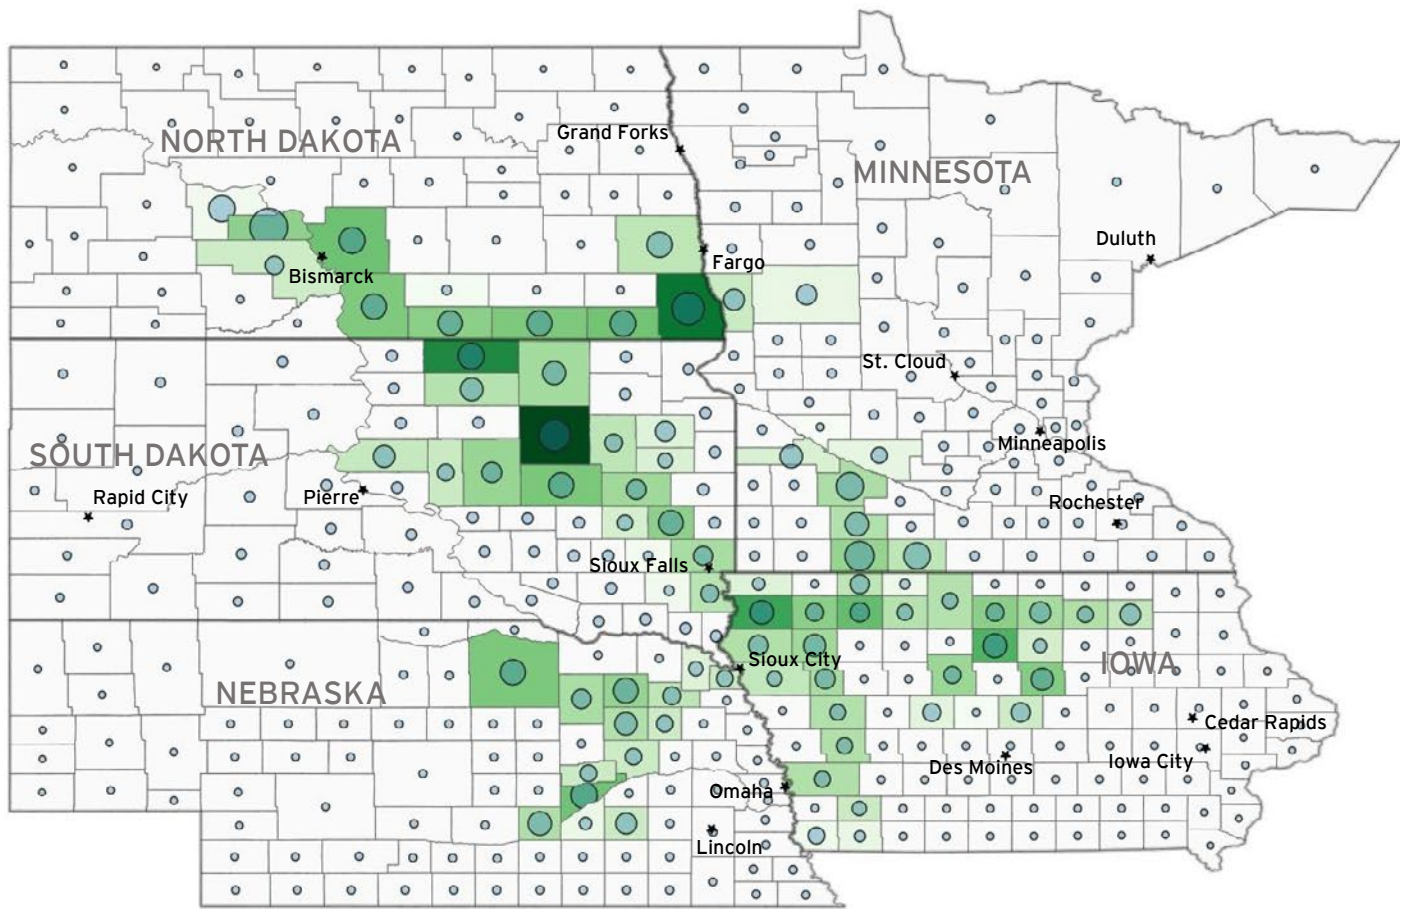 Grand Forks
NORTH DAKOTA
MINNESOTA
Duluth
Fargo
Bismarck
St. Cloud
Minneapolis
SOUTH DAKOTA
Rapid City
Pierre
Rochester
Sioux Falls
Sioux City
IOWA
NEBRASKA
Cedar Rapids
Iowa City
Des Moines
Omaha
Lincoln